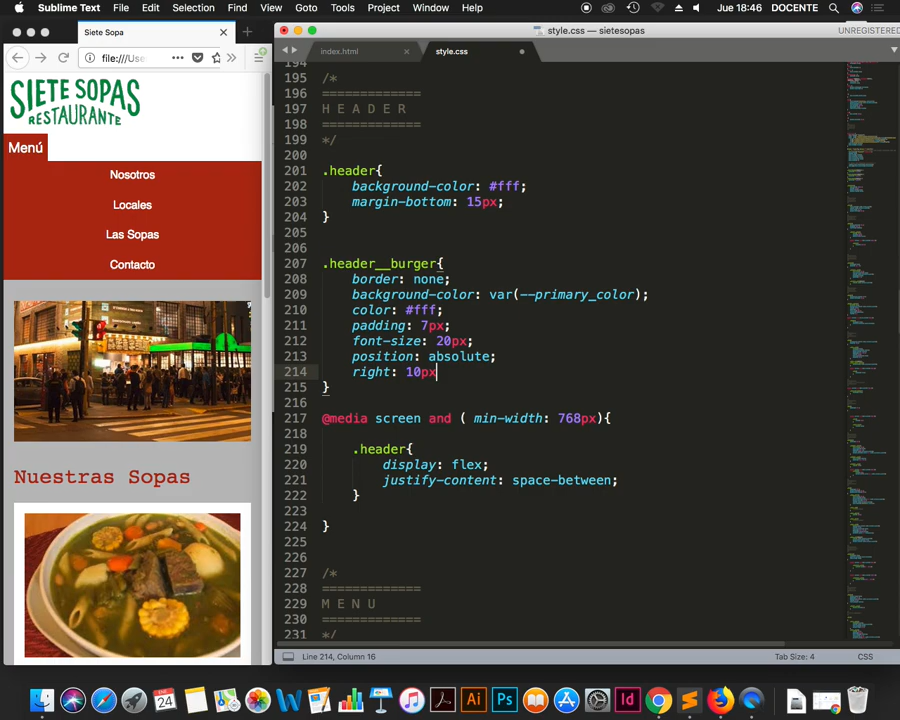 Sublime Text File Edit Selection Find View Goto Tools Project Window Help Jue 18:46 DOCENTE
Siete Sopa
file:///Use
SIETE SOPAS
RESTAURANTE
Menú
Nosotros
Locales
Las Sopas
Contacto
Nuestras Sopas
style.css — sietesopas
UNREGISTERED
index.html
style.css
194
195 /*
196 =============
197 H E A D E R
198 =============
199 */
200
201 .header{
202 background-color: #fff;
203 margin-bottom: 15px;
204 }
205
206
207 .header__burger{
208 border: none;
209 background-color: var(--primary_color);
210 color: #fff;
211 padding: 7px;
212 font-size: 20px;
213 position: absolute;
214 right: 10px
215 }
216
217 @media screen and ( min-width: 768px){
218
219 .header{
220 display: flex;
221 justify-content: space-between;
222 }
223
224 }
225
226
227 /*
228 =============
229 M E N U
230 =============
231 */
Line 214, Column 16
Tab Size: 4
CSS
24